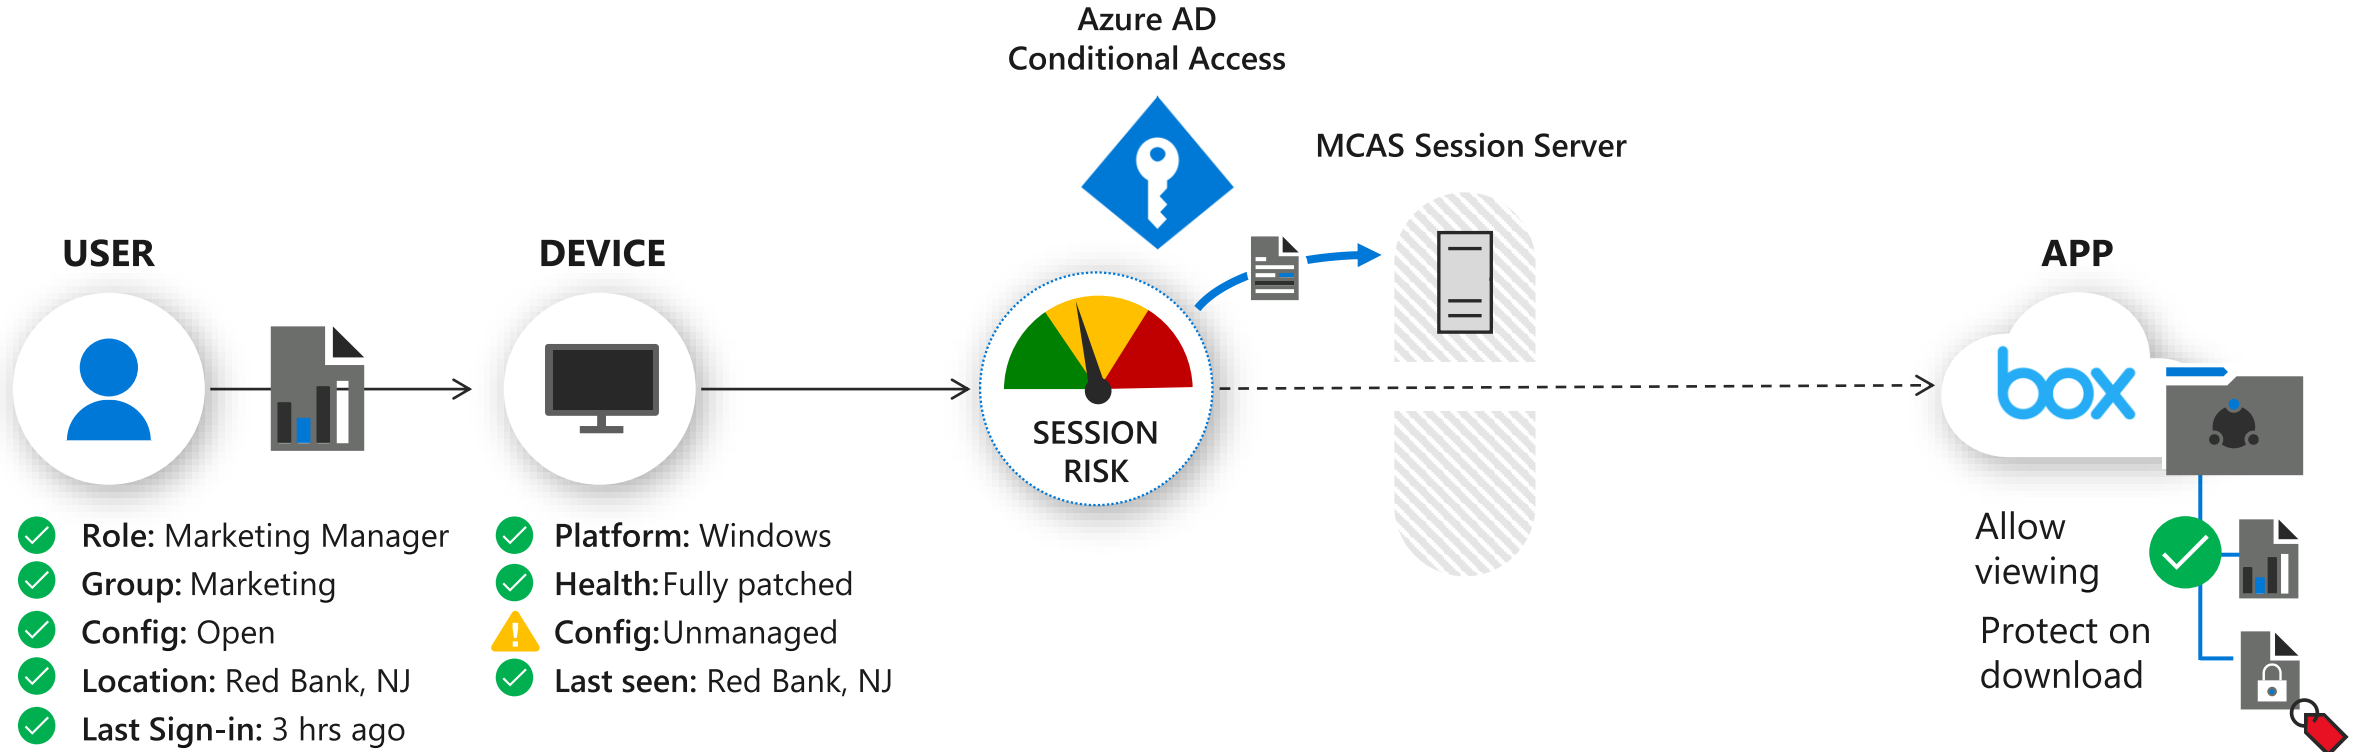 Azure AD
Conditional Access
MCAS Session Server
USER
DEVICE
APP
box
SESSION
RISK
Role: Marketing Manager
Group: Marketing
Config: Open
Location: Red Bank, NJ
Last Sign-in: 3 hrs ago
Platform: Windows
Health: Fully patched
Config: Unmanaged
Last seen: Red Bank, NJ
Allow
viewing
Protect on
download